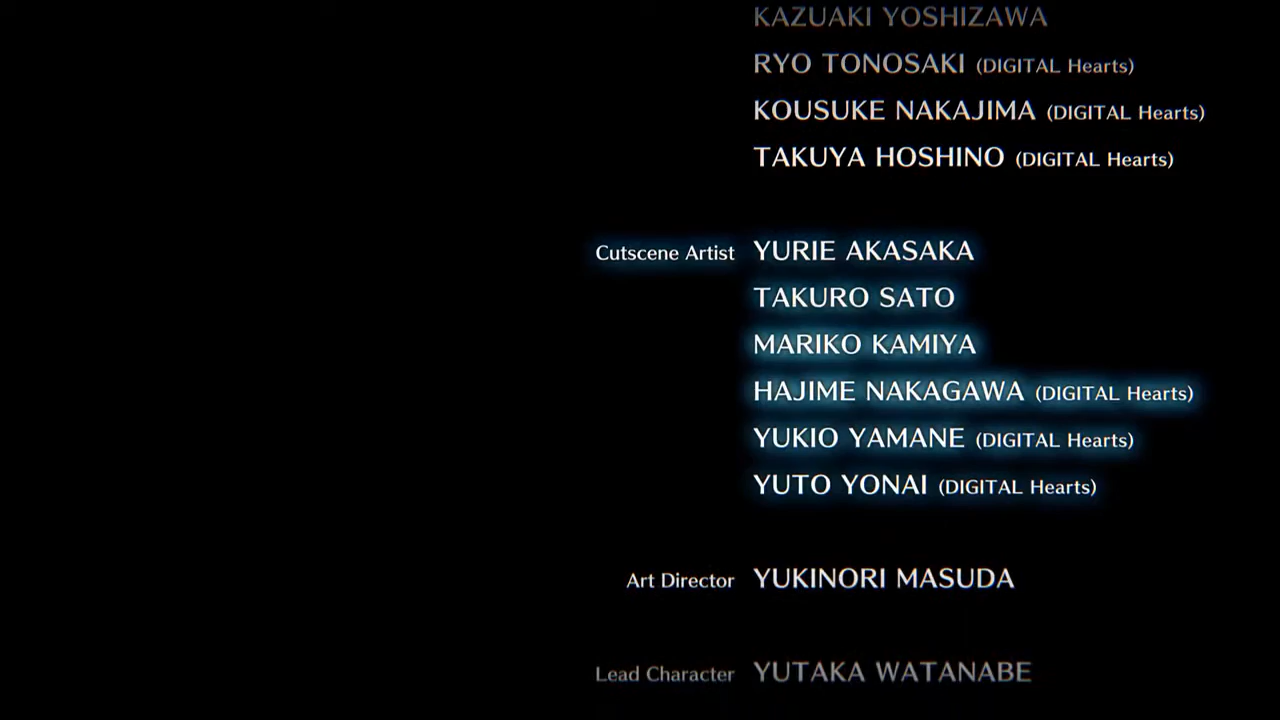 KAZUAKI YOSHIZAWA
RYO TONOSAKI (DIGITAL Hearts)
KOUSUKE NAKAJIMA (DIGITAL Hearts)
TAKUYA HOSHINO (DIGITAL Hearts)
Cutscene Artist YURIE AKASAKA
TAKURO SATO
MARIKO KAMIYA
HAJIME NAKAGAWA (DIGITAL Hearts)
YUKIO YAMANE (DIGITAL Hearts)
YUTO YONAI (DIGITAL Hearts)
Art Director YUKINORI MASUDA
Lead Character YUTAKA WATANABE